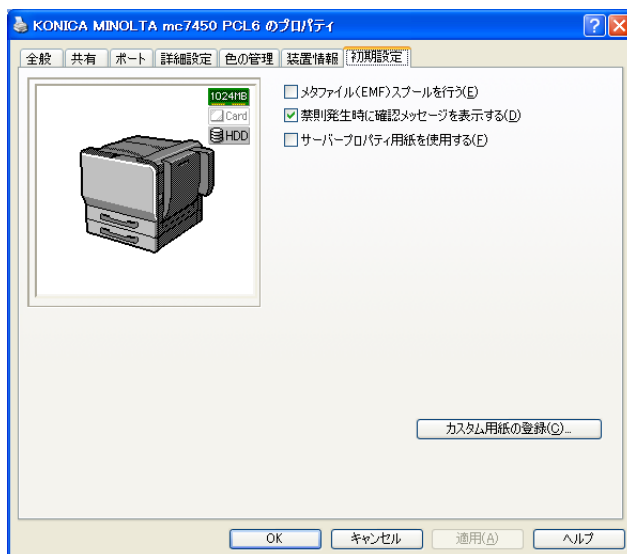 KONICA MINOLTA mc7450 PCL6 のプロパティ
全般 共有 ポート 詳細設定 色の管理 装置情報 初期設定
1024MB
Card
HDD
メタファイル(EMF)スプールを行う(E)
禁則発生時に確認メッセージを表示する(D)
サーバープロパティ用紙を使用する(F)
カスタム用紙の登録(C)...
OK キャンセル 適用(A) ヘルプ